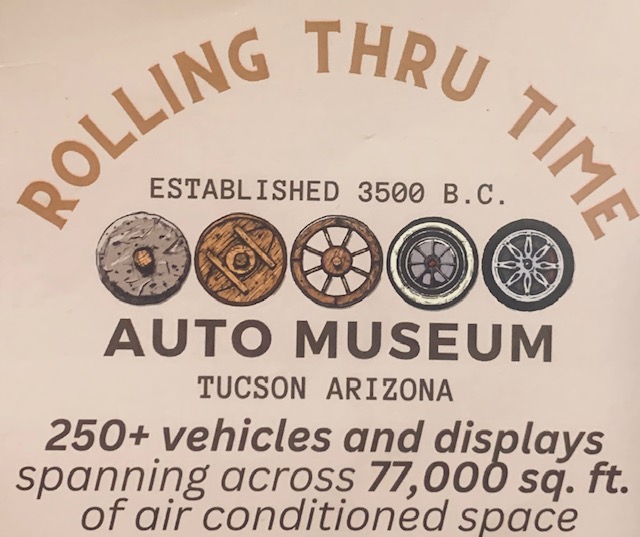 ROLLING THRU TIME
ESTABLISHED 3500 B.C.
AUTO MUSEUM
TUCSON ARIZONA
250+ vehicles and displays
spanning across 77,000 sq. ft.
of air conditioned space